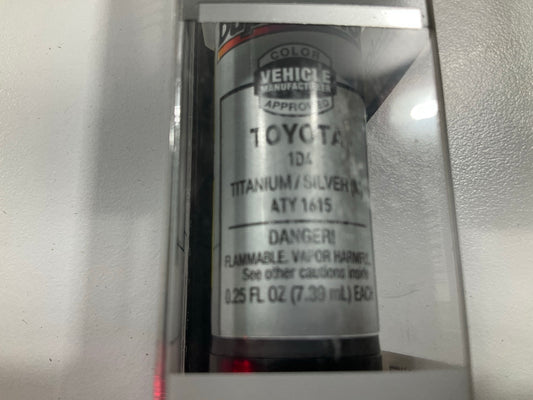 COLOR
VEHICLE
MANUFACTURER
APPROVED
TOYOTA
1D4
TITANIUM / SILVER
ATY 1615
DANGER!
FLAMMABLE. VAPOR HARMFUL.
See other cautions inside
0.25 FL OZ (7.39 mL) EACH